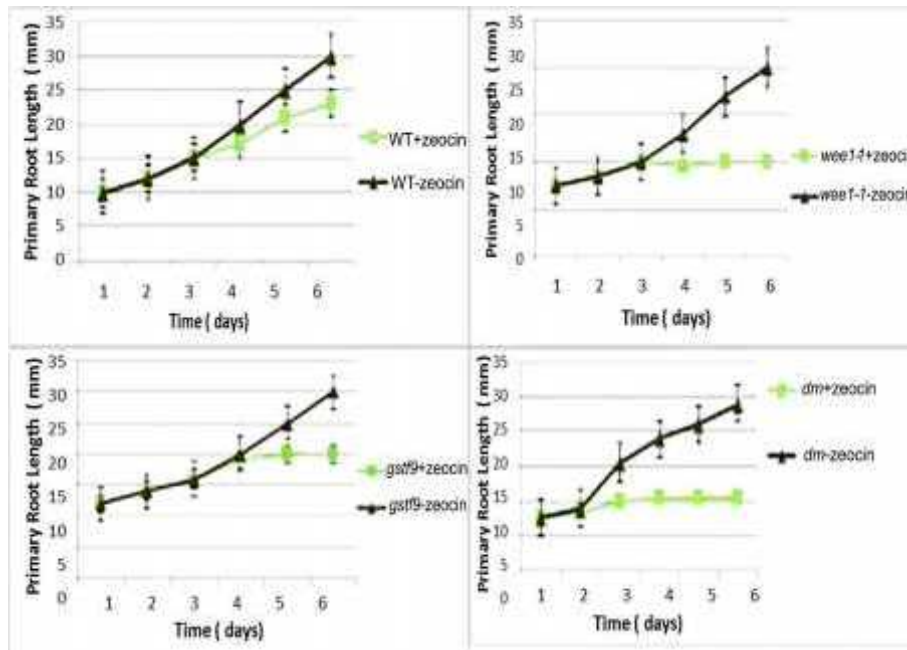 Primary Root Length ( mm)
35
30
25
20
15
10
5
0
1 2 3 4 5 6
Time ( days)
WT+zeocin
WT-zeocin
Primary Root Length ( mm)
35
30
25
20
15
10
5
0
1 2 3 4 5 6
Time (days)
wee1-1+zeocin
wee1-1-zeocin
Primary Root Length ( mm)
35
30
25
20
15
10
5
0
1 2 3 4 5 6
Time ( days)
gstf9+zeocin
gstf9-zeocin
Primary Root Length ( mm)
35
30
25
20
15
10
5
0
1 2 3 4 5 6
Time ( days)
dm+zeocin
dm-zeocin